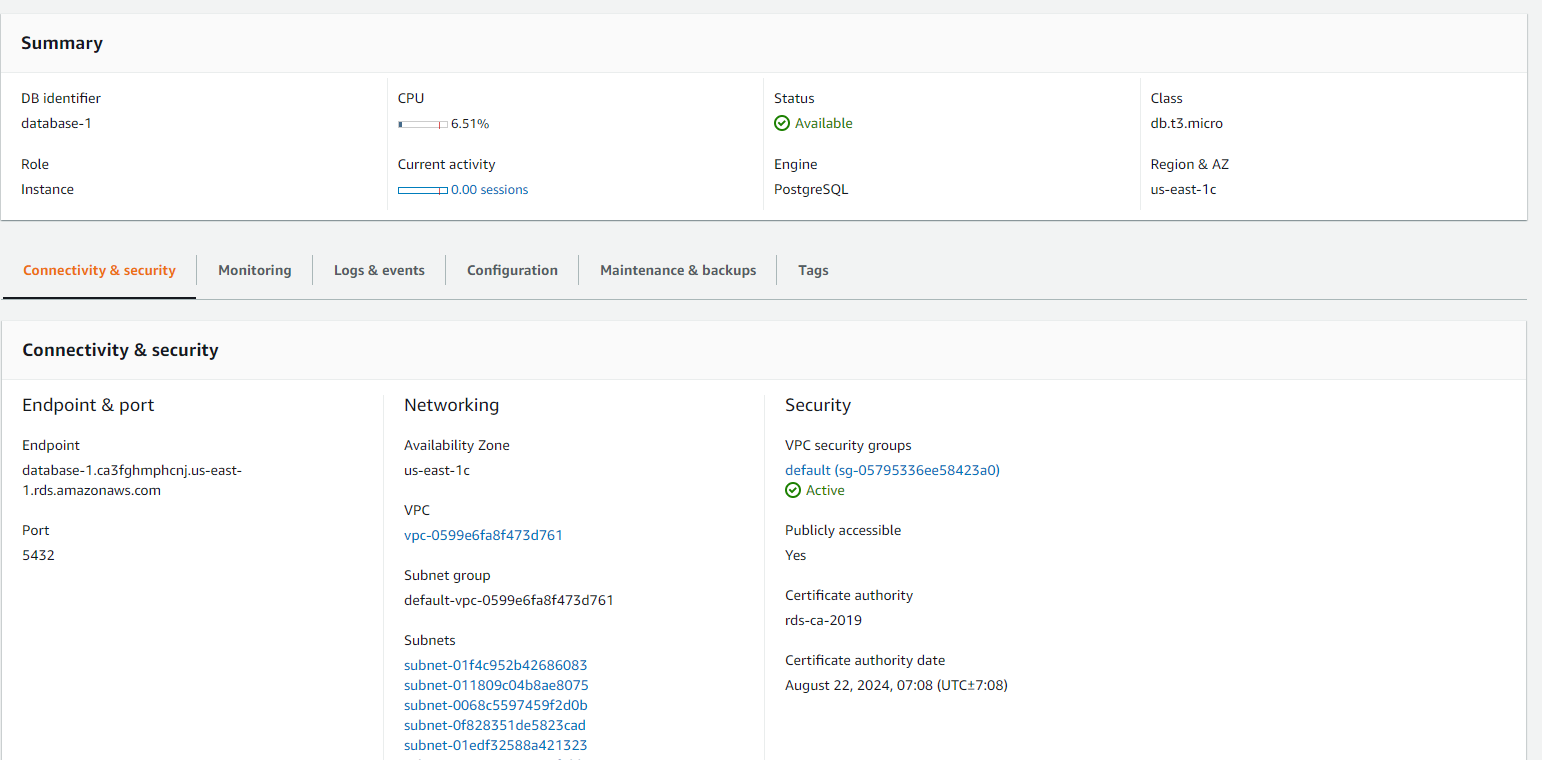 Summary
DB identifier
database-1
CPU
6.51%
Status
Available
Class
db.t3.micro
Role
Instance
Current activity
0.00 sessions
Engine
PostgreSQL
Region & AZ
us-east-1c
Connectivity & security
Monitoring
Logs & events
Configuration
Maintenance & backups
Tags
Connectivity & security
Endpoint & port
Endpoint
database-1.ca3fghmphcnj.us-east-
1.rds.amazonaws.com
Port
5432
Networking
Availability Zone
us-east-1c
VPC
vpc-0599e6fa8f473d761
Subnet group
default-vpc-0599e6fa8f473d761
Subnets
subnet-01f4c952b42686083
subnet-011809c04b8ae8075
subnet-0068c5597459f2d0b
subnet-0f828351de5823cad
subnet-01edf32588a421323
Security
VPC security groups
default (sg-05795336ee58423a0)
Active
Publicly accessible
Yes
Certificate authority
rds-ca-2019
Certificate authority date
August 22, 2024, 07:08 (UTC±7:08)